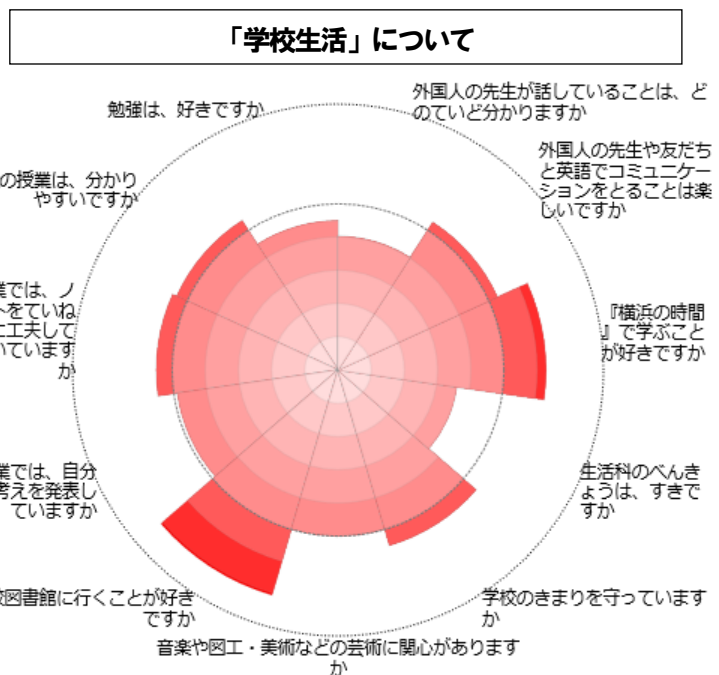 「学校生活」について
外国人の先生が話していることは、ど
のていど分かりますか
勉強は、好きですか
外国人の先生や友だち
と英語でコミュニケー
ションをとることは楽
しいですか
の授業は、分かり
やすいですか
『横浜の時間
』で学ぶこと
が好きですか
業では、ノ
トをていね
に工夫して
いています
か
生活科のべんき
ょうは、すきで
すか
業では、自分
考えを発表し
ていますか
学校のきまりを守っています
か
図書館に行くことが好き
ですか
音楽や図工・美術などの芸術に関心があります
か